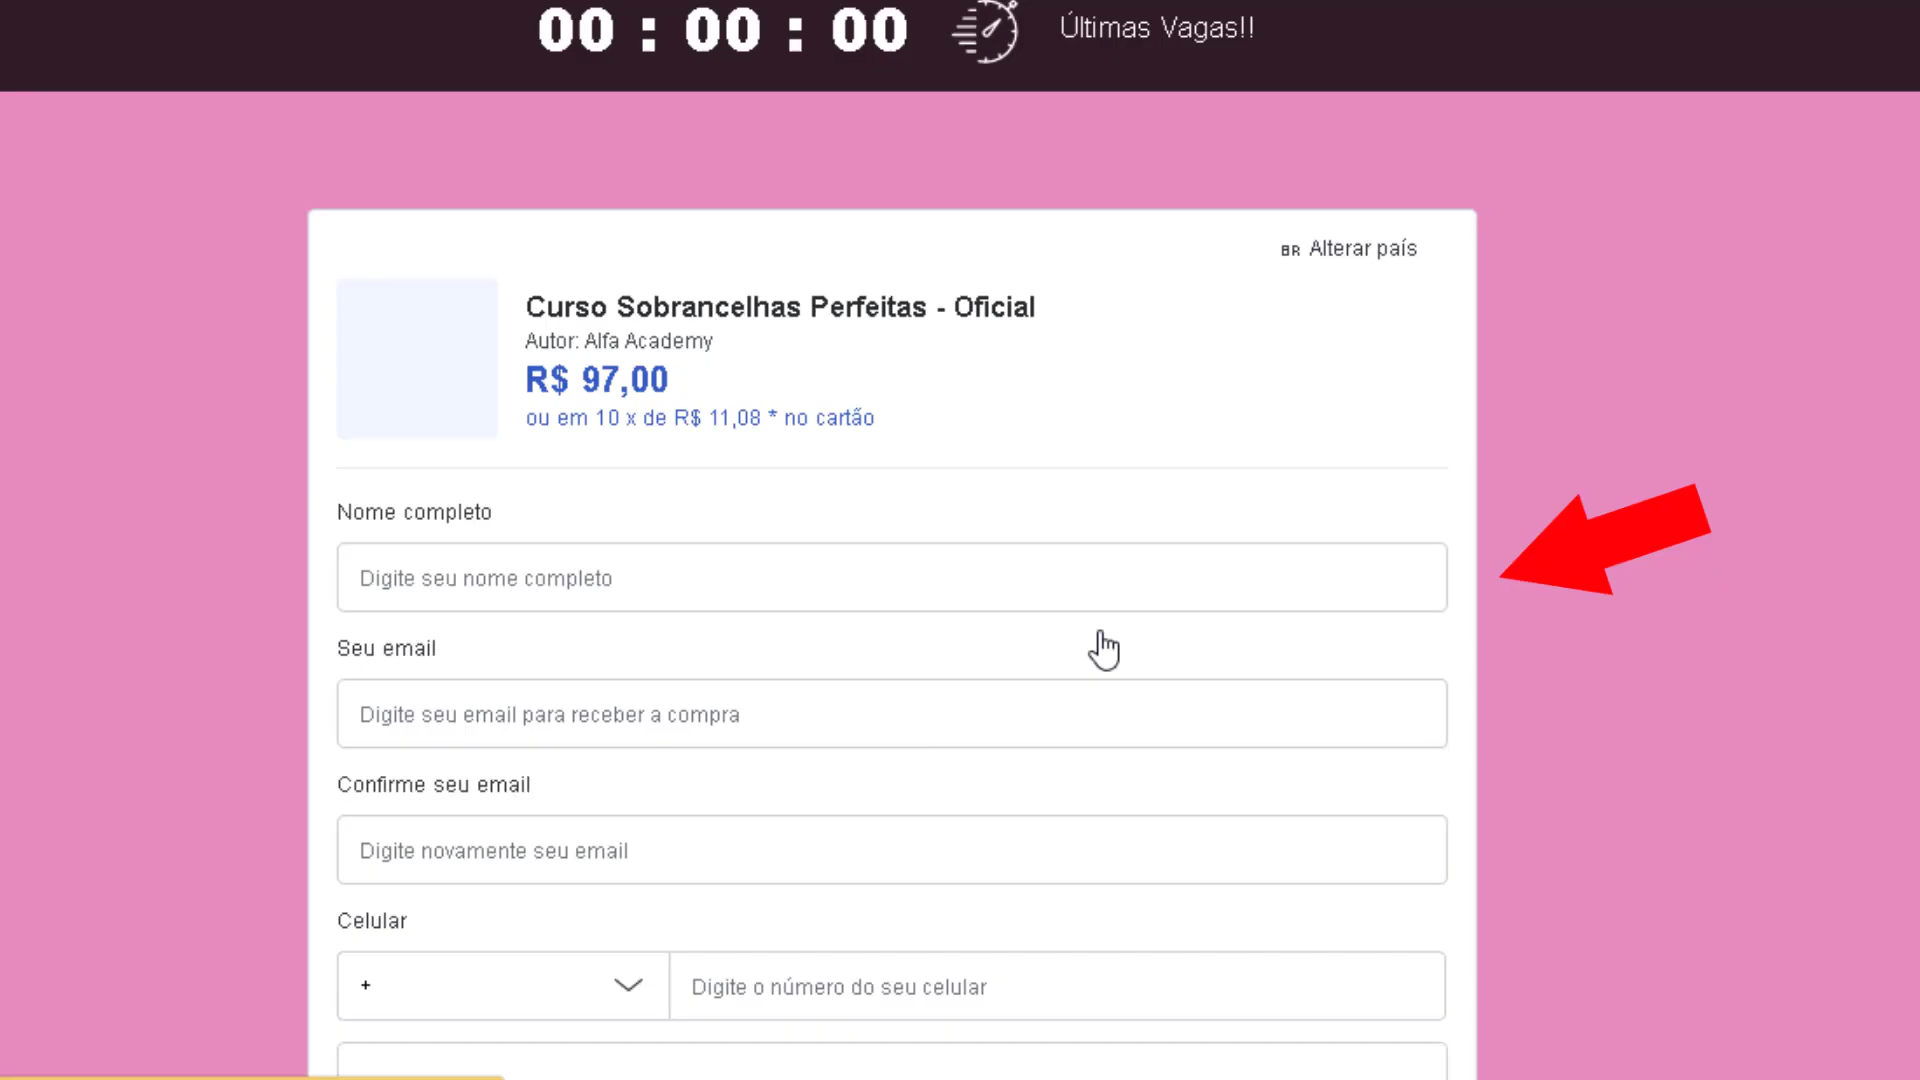 00 : 00 : 00
Últimas Vagas!!
BR Alterar país
Curso Sobrancelhas Perfeitas - Oficial
Autor: Alfa Academy
R$ 97,00
ou em 10 x de R$ 11,08 * no cartão
Nome completo
Digite seu nome completo
Seu email
Digite seu email para receber a compra
Confirme seu email
Digite novamente seu email
Celular
+
Digite o número do seu celular